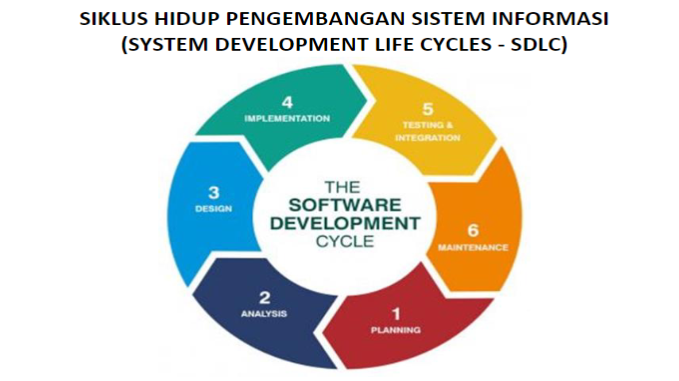 SIKLUS HIDUP PENGEMBANGAN SISTEM INFORMASI
(SYSTEM DEVELOPMENT LIFE CYCLES - SDLC)
THE
SOFTWARE
DEVELOPMENT
CYCLE
1
PLANNING
2
ANALYSIS
3
DESIGN
4
IMPLEMENTATION
5
TESTING &
INTEGRATION
6
MAINTENANCE